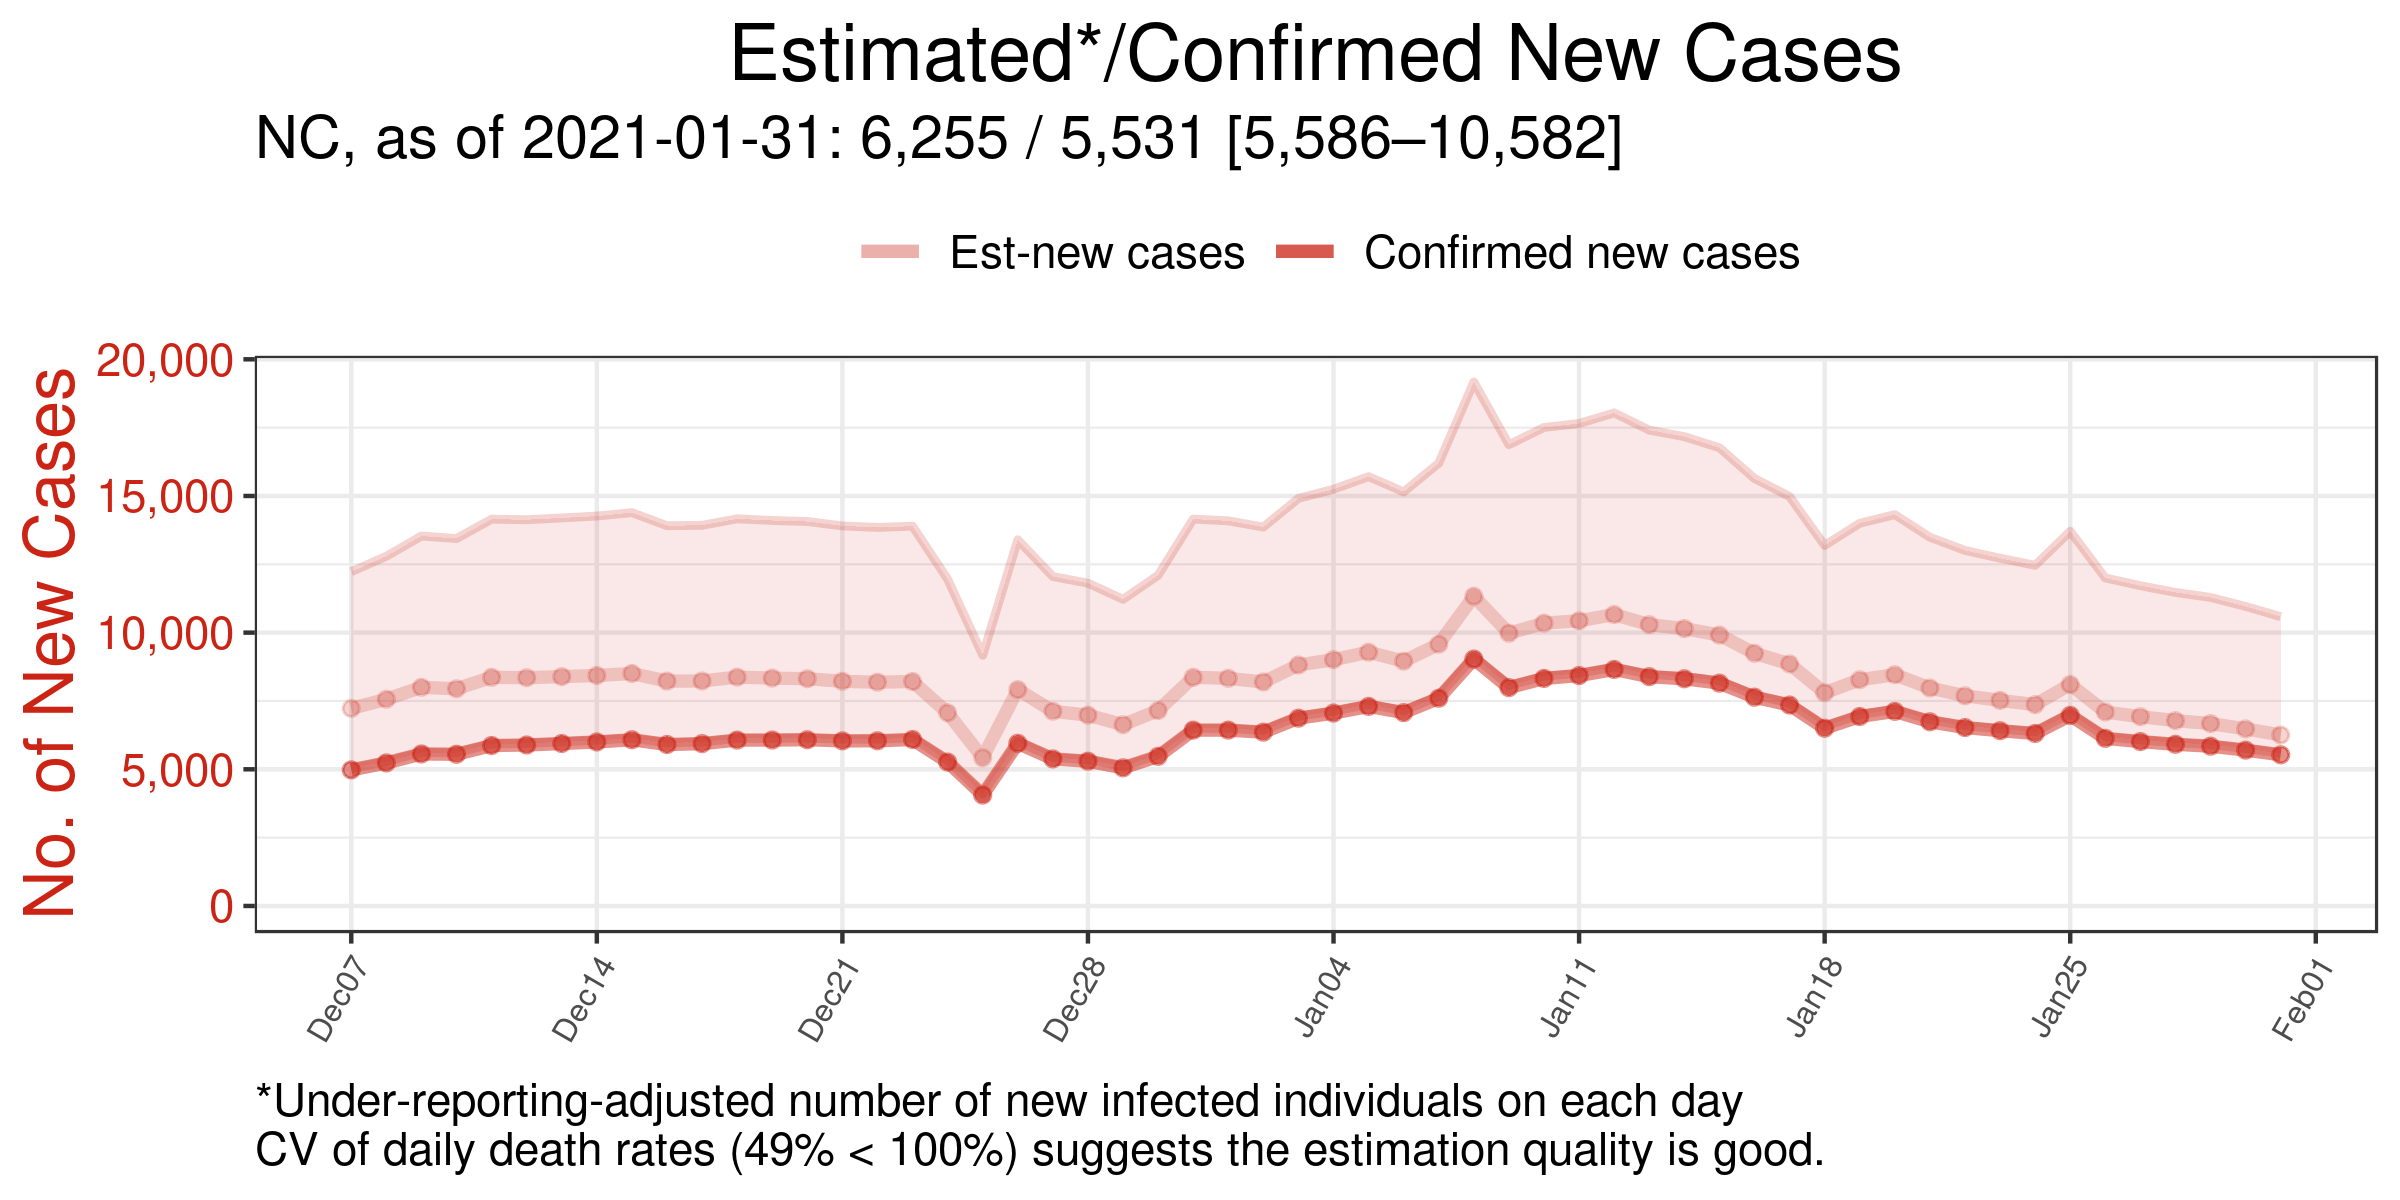 Estimated*/Confirmed New Cases
NC, as of 2021-01-31: 6,255 / 5,531 [5,586–10,582]
Est-new cases
Confirmed new cases
No. of New Cases
20,000
15,000
10,000
5,000
0
Dec07
Dec14
Dec21
Dec28
Jan04
Jan11
Jan18
Jan25
Feb01
*Under-reporting-adjusted number of new infected individuals on each day
CV of daily death rates (49% < 100%) suggests the estimation quality is good.